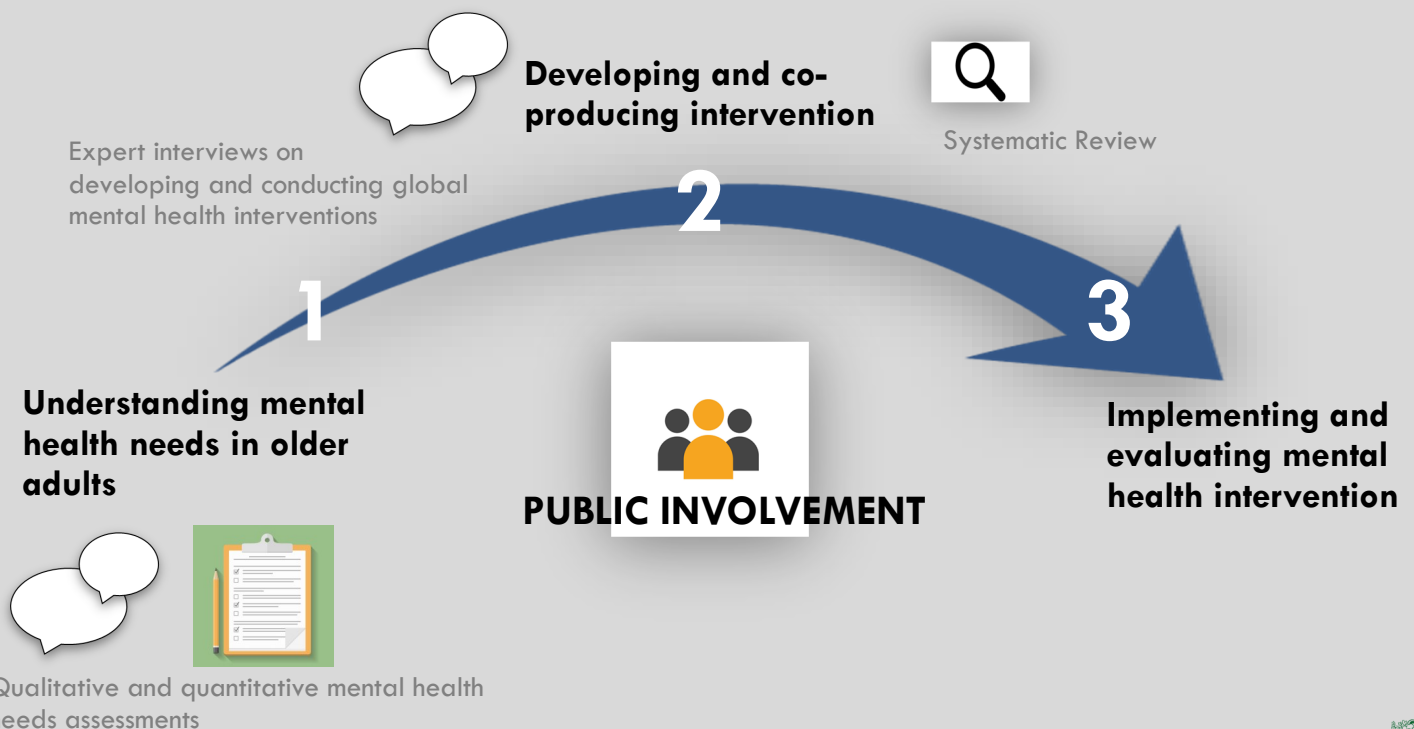 Developing and co-
producing intervention
Systematic Review
Expert interviews on
developing and conducting global
mental health interventions
2
1
3
Understanding mental
health needs in older
adults
Implementing and
evaluating mental
health intervention
PUBLIC INVOLVEMENT
Qualitative and quantitative mental health
needs assessments